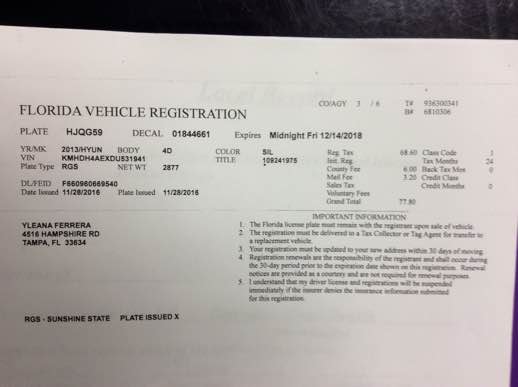 CO/AGY 3 / 6 T# 936300341
B# 6810306
FLORIDA VEHICLE REGISTRATION
PLATE HJQG59 DECAL 01844661 Expires Midnight Fri 12/14/2018
YR/MK 2013/HYUN BODY 4D COLOR SIL Reg. Tax 68.60 Class Code 1
VIN KMHDH4AEXDU531941 TITLE 109241975 Init. Reg. Tax Months 24
Plate Type RGS NET WT 2877 County Fee 6.00 Back Tax Mos 0
Mail Fee 3.20 Credit Class
DL/FEID F660960669540 Sales Tax Credit Months 0
Date Issued 11/28/2016 Plate Issued 11/28/2016 Voluntary Fees
Grand Total 77.80
IMPORTANT INFORMATION
YLEANA FERRERA
4516 HAMPSHIRE RD
TAMPA, FL 33634
1. The Florida license plate must remain with the registrant upon sale of vehicle.
2. The registration must be delivered to a Tax Collector or Tag Agent for transfer to
a replacement vehicle.
3. Your registration must be updated to your new address within 30 days of moving.
4. Registration renewals are the responsibility of the registrant and shall occur during
the 30-day period prior to the expiration date shown on this registration. Renewal
notices are provided as a courtesy and are not required for renewal purposes.
5. I understand that my driver license and registrations will be suspended
immediately if the insurer denies the insurance information submitted
for this registration.
RGS - SUNSHINE STATE PLATE ISSUED X